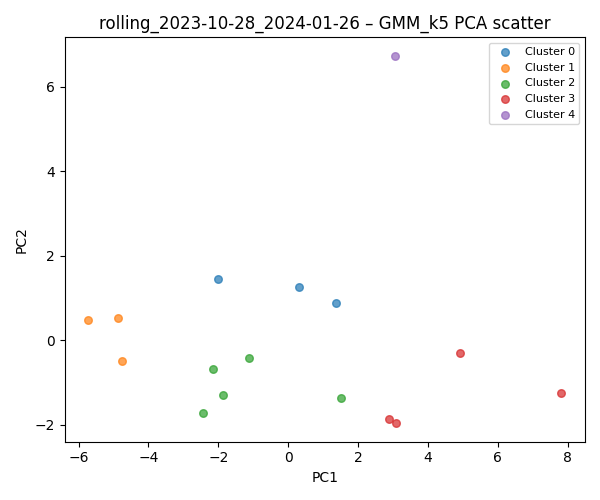 rolling_2023-10-28_2024-01-26 – GMM_k5 PCA scatter
Cluster 0
Cluster 1
Cluster 2
Cluster 3
Cluster 4
PC2
6
4
2
0
−2
−6
−4
−2
0
2
4
6
8
PC1